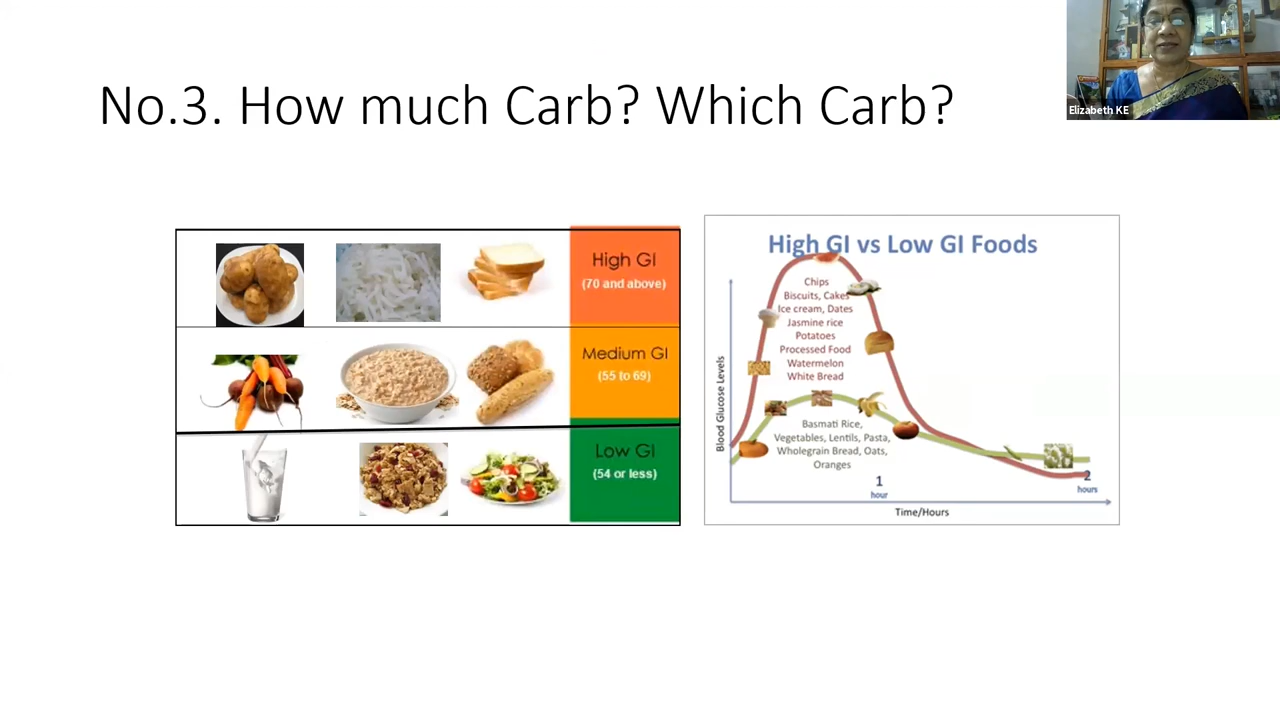 No.3. How much Carb? Which Carb?
Elizabeth KE
High GI
(70 and above)
Medium GI
(55 to 69)
Low GI
(54 or less)
High GI vs Low GI Foods
Chips
Biscuits, Cakes
Ice cream, Dates
Jasmine rice
Potatoes
Processed Food
Watermelon
White Bread
Blood Glucose Levels
Basmati Rice,
Vegetables, Lentils, Pasta,
Wholegrain Bread, Oats,
Oranges
1
hour
2
hours
Time/Hours